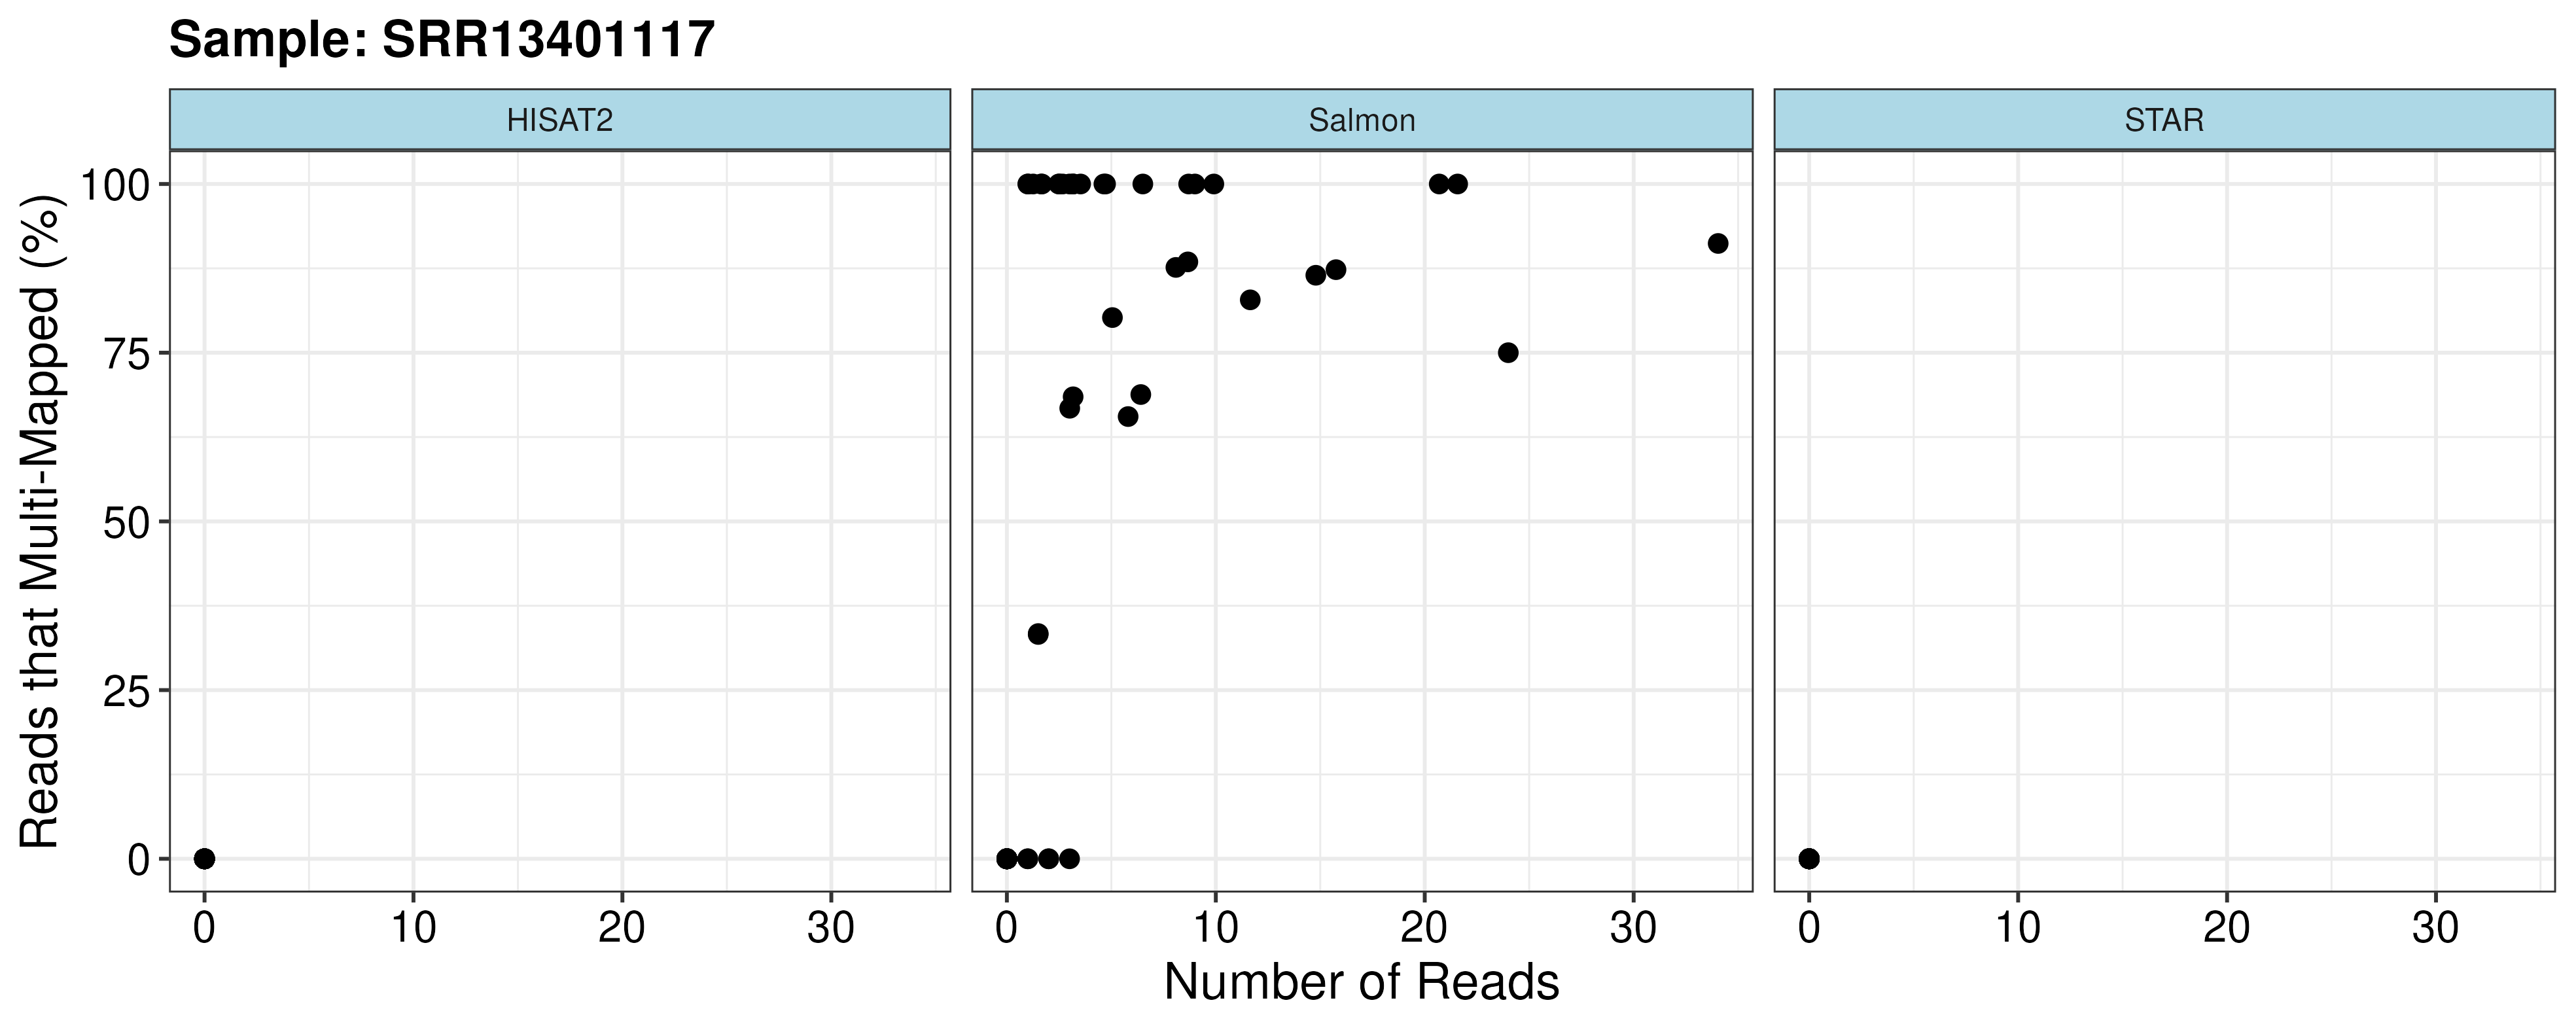 Sample: SRR13401117
HISAT2
Salmon
STAR
Reads that Multi-Mapped (%)
100
75
50
25
0
0 10 20 30
0 10 20 30
0 10 20 30
Number of Reads